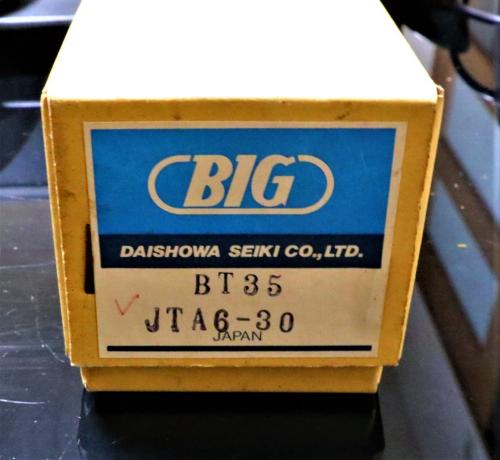 BIG
DAISHOWA SEIKI CO.,LTD.
BT35
JTA6-30
JAPAN